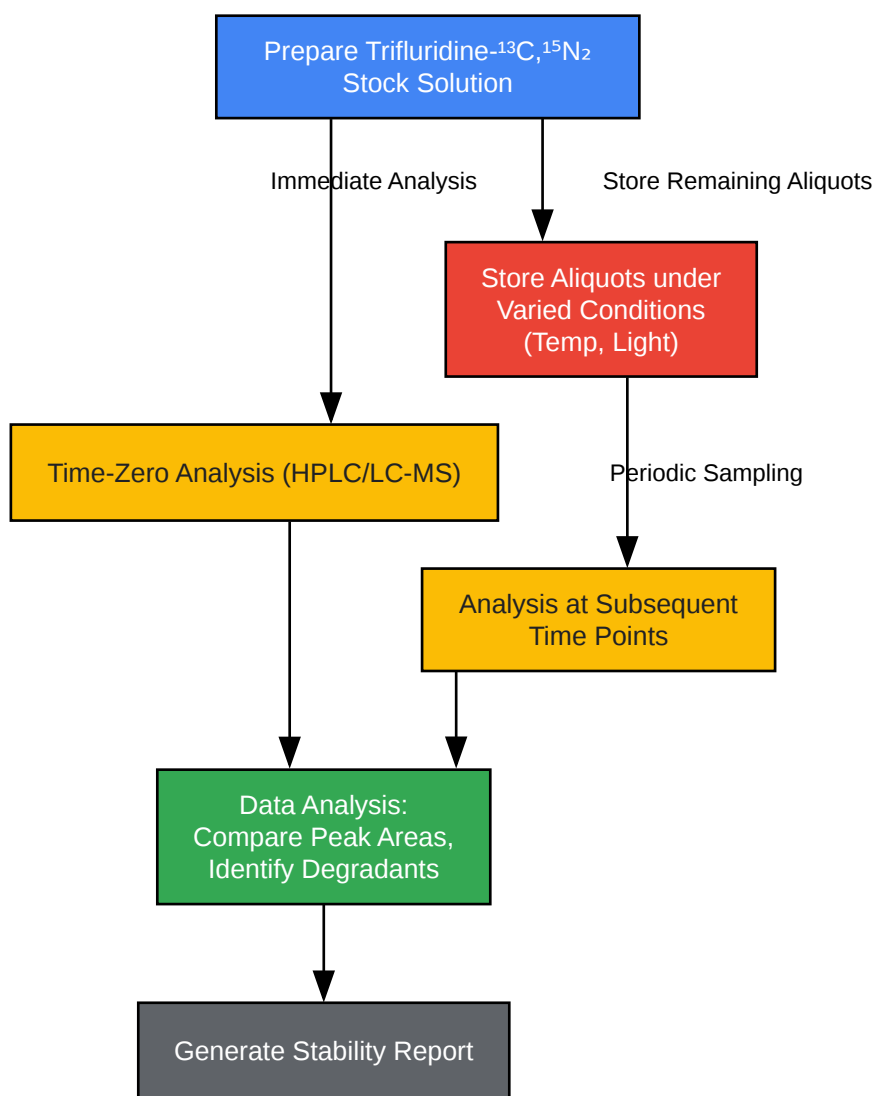 Prepare Trifluridine-¹³C,¹⁵N₂
Stock Solution
Immediate Analysis
Store Remaining Aliquots
Store Aliquots under
Varied Conditions
(Temp, Light)
Time-Zero Analysis (HPLC/LC-MS)
Periodic Sampling
Analysis at Subsequent
Time Points
Data Analysis:
Compare Peak Areas,
Identify Degradants
Generate Stability Report